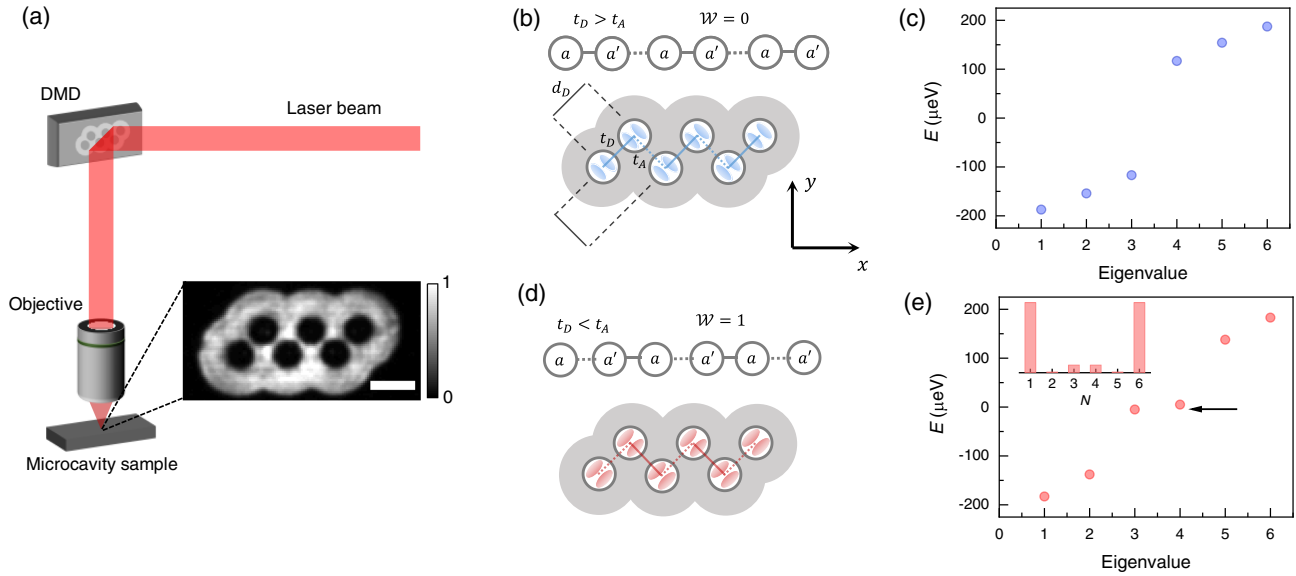 (a)
DMD
Laser beam
Objective
Microcavity sample
1
0
(b)
t_D > t_A
𝒲 = 0
a a′ a a′ a a′
d_D
t_D
t_A
y
x
(c)
E (μeV)
200
100
0
-100
-200
0 1 2 3 4 5 6
Eigenvalue
(d)
t_D < t_A
𝒲 = 1
a a′ a a′ a a′
(e)
E (μeV)
200
100
0
-100
-200
1 2 3 4 5 6
N
0 1 2 3 4 5 6
Eigenvalue